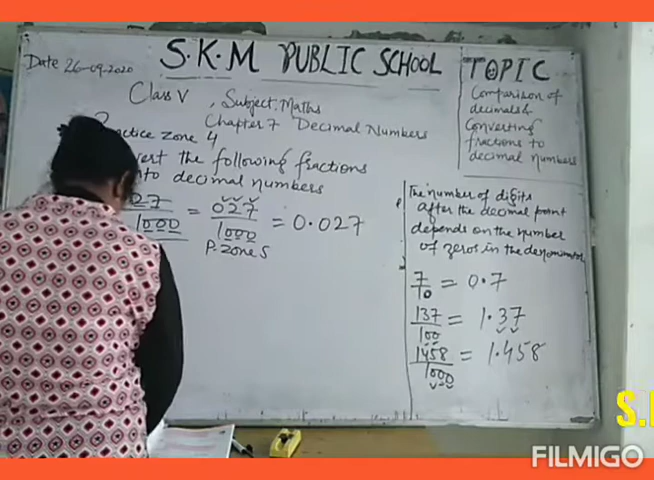 Date 26-09-2020
S.K.M PUBLIC SCHOOL
Class V , Subject: Maths
Chapter 7 Decimal Numbers
Practice zone 4
the following fractions
to decimal numbers
27/1000 = 027/1000 = 0.027
P. Zone 5
TOPIC
Comparison of
decimals &
Converting
fractions to
decimal numbers
The number of digits
after the decimal point
depends on the number
of zeros in the denominator
7/10 = 0.7
137/100 = 1.37
1458/1000 = 1.458
S.
FILMIGO